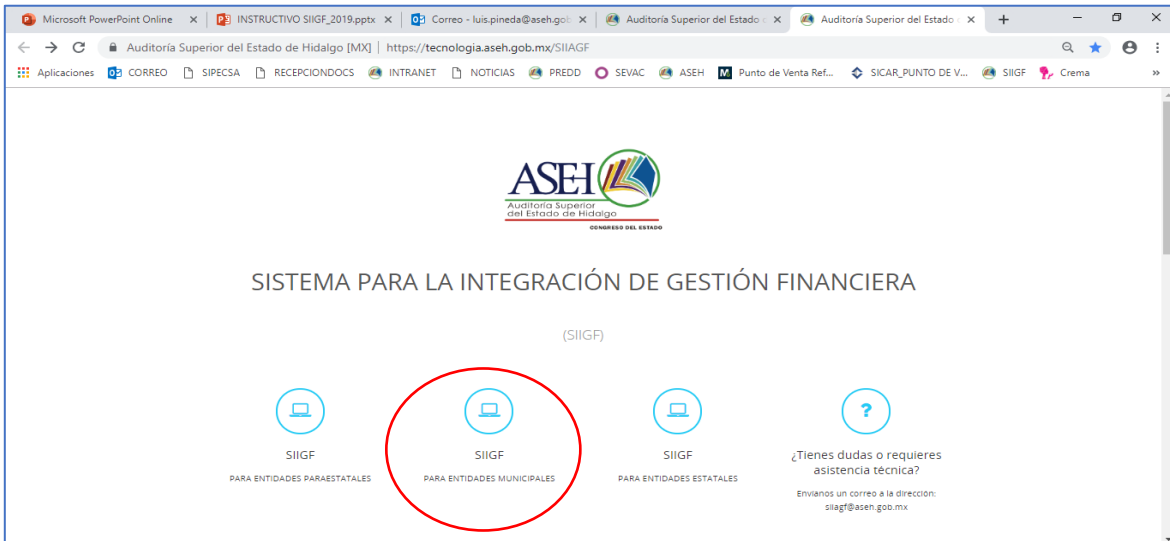 Microsoft PowerPoint Online
INSTRUCTIVO SIIGF_2019.pptx
Correo - luis.pineda@aseh.gob
Auditoría Superior del Estado
Auditoría Superior del Estado
Auditoría Superior del Estado de Hidalgo [MX] | https://tecnologia.aseh.gob.mx/SIIAGF
Aplicaciones CORREO SIPECSA RECEPCIONDOCS INTRANET NOTICIAS PREDD SEVAC ASEH Punto de Venta Ref... SICAR_PUNTO DE V... SIIGF Crema »
ASEH
Auditoría Superior
del Estado de Hidalgo
CONGRESO DEL ESTADO
SISTEMA PARA LA INTEGRACIÓN DE GESTIÓN FINANCIERA
(SIIGF)
SIIGF
PARA ENTIDADES PARAESTATALES
SIIGF
PARA ENTIDADES MUNICIPALES
SIIGF
PARA ENTIDADES ESTATALES
?
¿Tienes dudas o requieres
asistencia técnica?
Envíanos un correo a la dirección:
siiagf@aseh.gob.mx